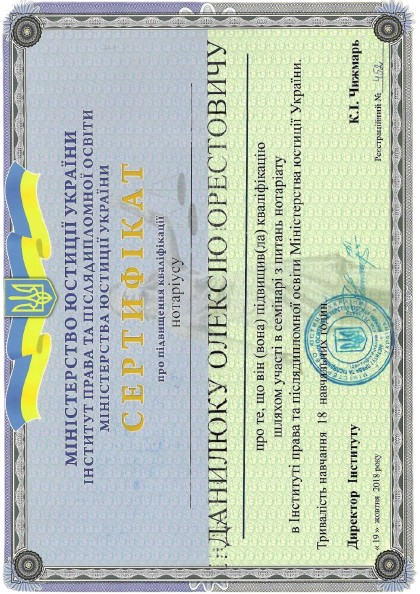 МІНІСТЕРСТВО ЮСТИЦІЇ УКРАЇНИ
ІНСТИТУТ ПРАВА ТА ПІСЛЯДИПЛОМНОЇ ОСВІТИ
МІНІСТЕРСТВА ЮСТИЦІЇ УКРАЇНИ
СЕРТИФІКАТ
про підвищення кваліфікації
нотаріусу
ДАНИЛЮКУ ОЛЕКСІЮ ОРЕСТОВИЧУ
про те, що він (вона) підвищив(ла) кваліфікацію
шляхом участі в семінарі з питань нотаріату
в Інституті права та післядипломної освіти Міністерства юстиції України.
Тривалість навчання 18 навчальних годин.
Директор Інституту К.І. Чижмарь
« 19 » жовтня 2018 року Реєстраційний №